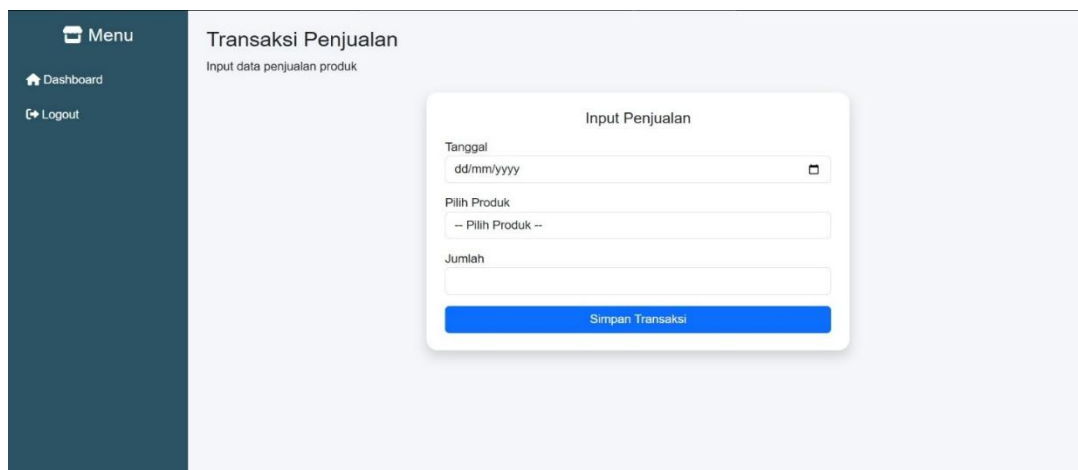 Menu
Dashboard
Logout
Transaksi Penjualan
Input data penjualan produk
Input Penjualan
Tanggal
dd/mm/yyyy
Pilih Produk
-- Pilih Produk --
Jumlah
Simpan Transaksi